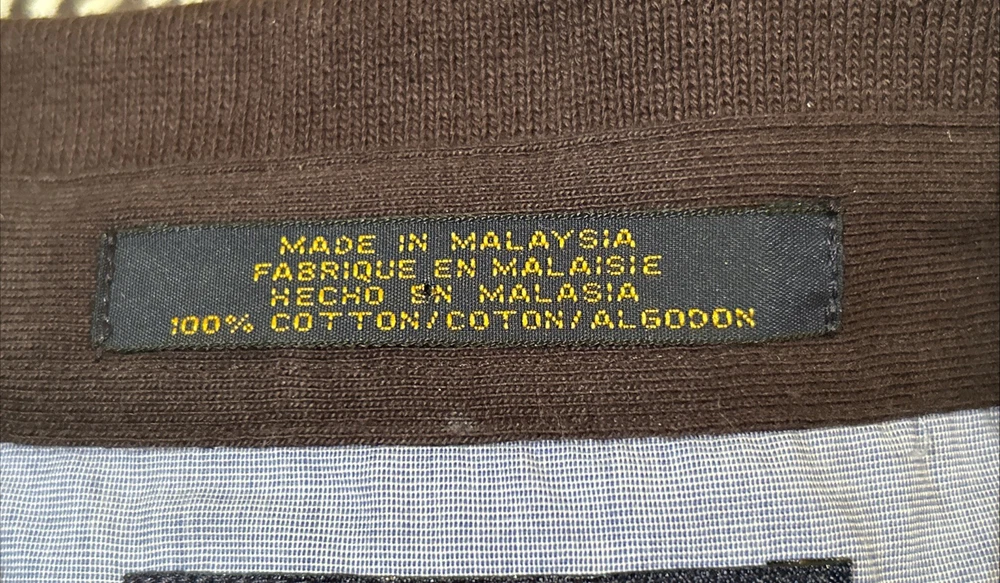 MADE IN MALAYSIA
FABRIQUE EN MALAISIE
HECHO EN MALASIA
100% COTTON/COTON/ALGODON